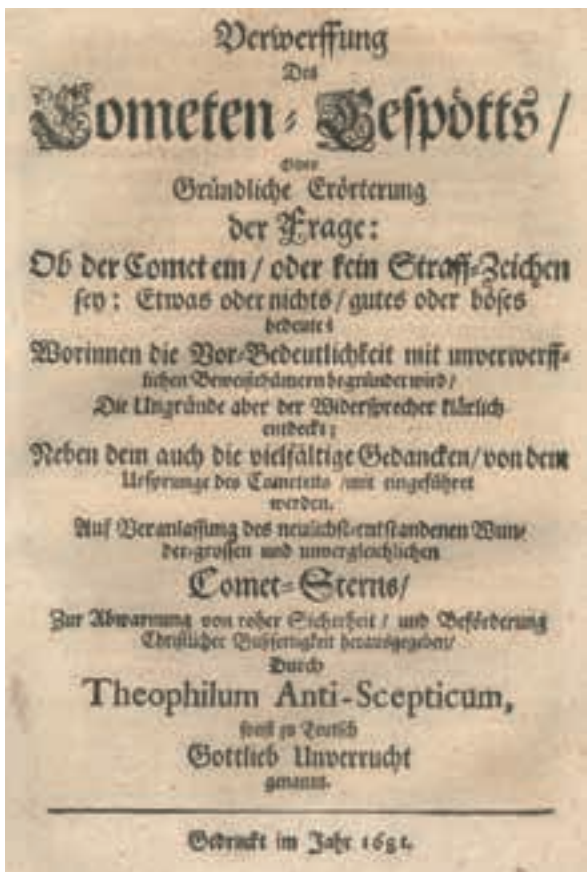 Verwerffung
Des
Cometen-Gespötts/
Oder
Gründliche Erörterung
der Frage:
Ob der Comet ein/ oder kein Straff-Zeichen
sey: Etwas oder nichts/ gutes oder böses
bedeute?
Worinnen die Vor-Bedeutlichkeit mit unverwerff-
lichen Beweißthümern begründet wird/
Die Ungründe aber der Widersprecher klärlich
entdeckt;
Neben dem auch die vielfältige Gedancken/ von dem
Ursprunge des Cometens/ mit eingeführet
werden.
Auf Veranlassung des neulichst-entstandenen Wun-
der-grossen und unvergleichlichen
Comet-Sterns/
Zur Abwarnung von roher Sicherheit/ und Beförderung
Christlicher Bußfertigkeit herausgegeben/
Durch
Theophilum Anti-Scepticum,
sonst zu Teutsch
Gottlieb Unverrucht
genannt.
Gedruckt im Jahr 1681.